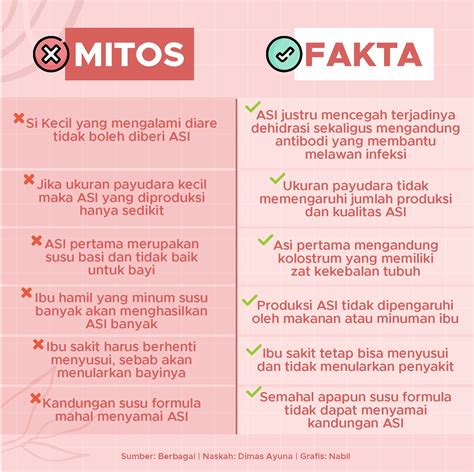 MITOS
FAKTA
Si Kecil yang mengalami diare
tidak boleh diberi ASI
ASI justru mencegah terjadinya
dehidrasi sekaligus mengandung
antibodi yang membantu
melawan infeksi
Jika ukuran payudara kecil
maka ASI yang diproduksi
hanya sedikit
Ukuran payudara tidak
memengaruhi jumlah produksi
dan kualitas ASI
ASI pertama merupakan
susu basi dan tidak baik
untuk bayi
Asi pertama mengandung
kolostrum yang memiliki
zat kekebalan tubuh
Ibu hamil yang minum susu
banyak akan menghasilkan
ASI banyak
Produksi ASI tidak dipengaruhi
oleh makanan atau minuman ibu
Ibu sakit harus berhenti
menyusui, sebab akan
menularkan bayinya
Ibu sakit tetap bisa menyusui
dan tidak menularkan penyakit
Kandungan susu formula
mahal menyamai ASI
Semahal apapun susu formula
tidak dapat menyamai
kandungan ASI
Sumber: Berbagai | Naskah: Dimas Ayuna | Grafis: Nabil